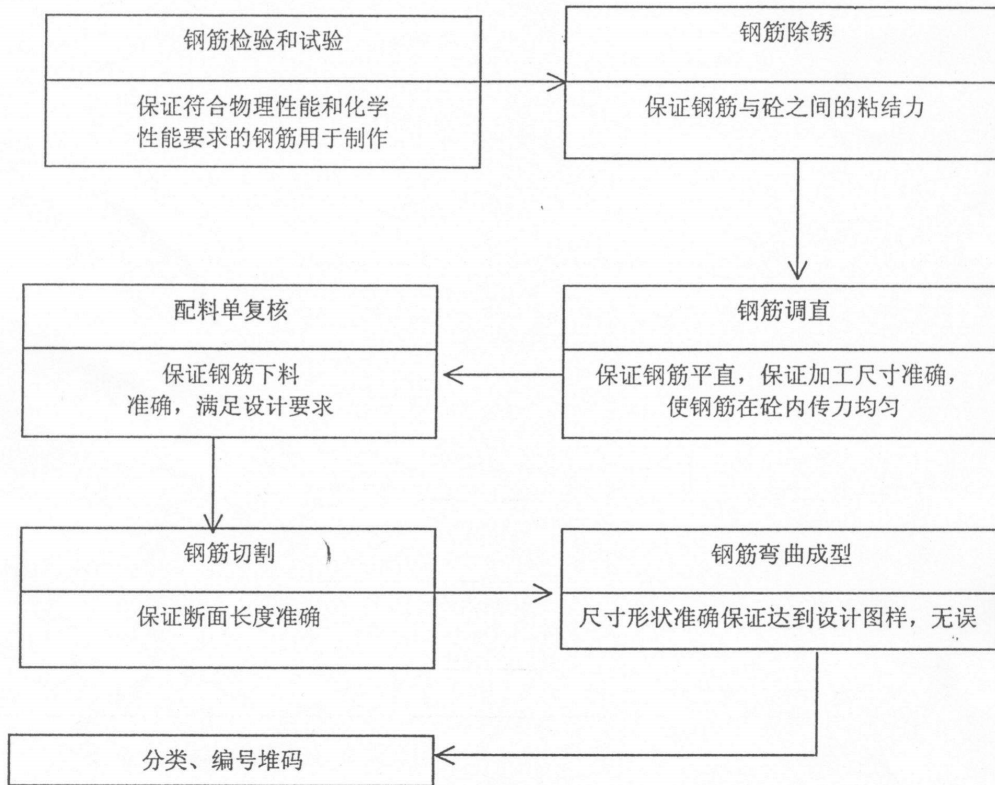 钢筋检验和试验
保证符合物理性能和化学
性能要求的钢筋用于制作
钢筋除锈
保证钢筋与砼之间的粘结力
钢筋调直
保证钢筋平直，保证加工尺寸准确，
使钢筋在砼内传力均匀
配料单复核
保证钢筋下料
准确，满足设计要求
钢筋切割
保证断面长度准确
钢筋弯曲成型
尺寸形状准确保证达到设计图样，无误
分类、编号堆码